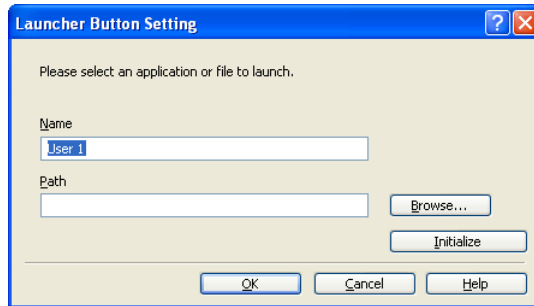 Launcher Button Setting
Please select an application or file to launch.
Name
User 1
Path
Browse...
Initialize
OK
Cancel
Help